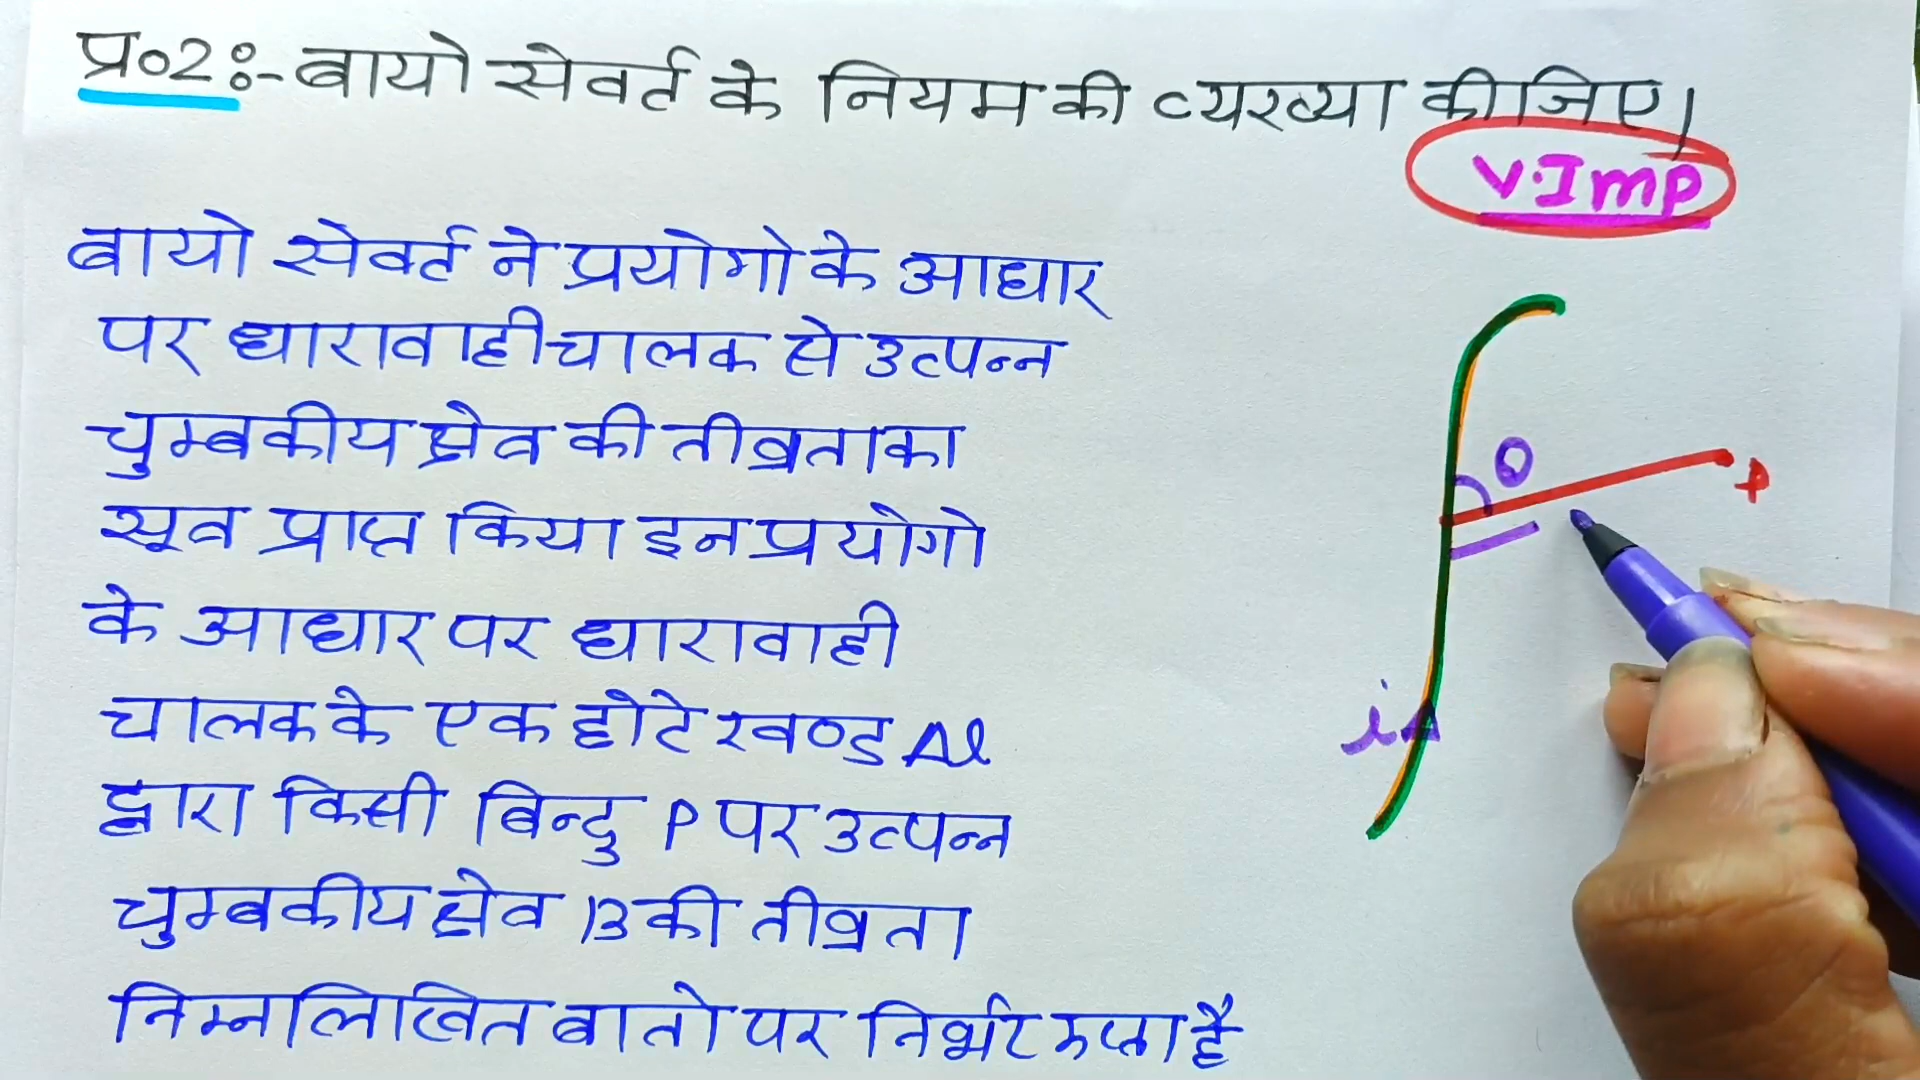 प्र०2:- बायो सेवर्ट के नियम की व्यख्या कीजिए।
V.Imp
बायो सेवर्ट ने प्रयोगो के आधार
पर धारावाही चालक से उत्पन्न
चुम्बकीय क्षेत्र की तीव्रता का
सूत्र प्राप्त किया इन प्रयोगो
के आधार पर धारावाही
चालक के एक छोटे खण्ड Δl
द्वारा किसी बिन्दु P पर उत्पन्न
चुम्बकीय क्षेत्र B की तीव्रता
निम्नलिखित बातो पर निर्भर करता है
θ
P
i